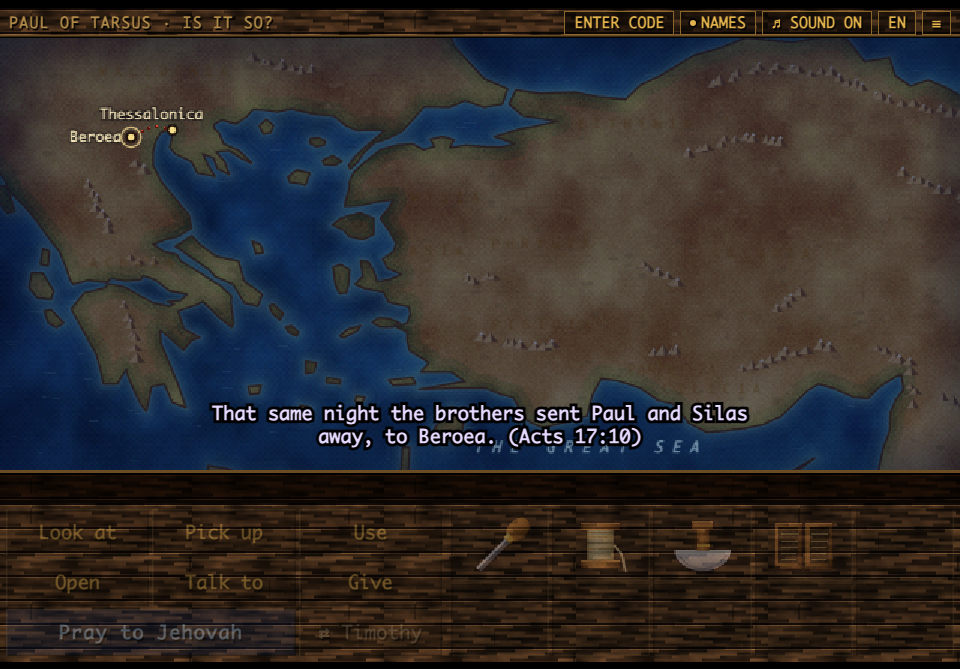 PAUL OF TARSUS · IS IT SO?
ENTER CODE
● NAMES
♬ SOUND ON
EN
≡
Thessalonica
Beroea
That same night the brothers sent Paul and Silas
away, to Beroea. (Acts 17:10)
THE GREAT SEA
Look at
Pick up
Use
Open
Talk to
Give
Pray to Jehovah
⇄ Timothy